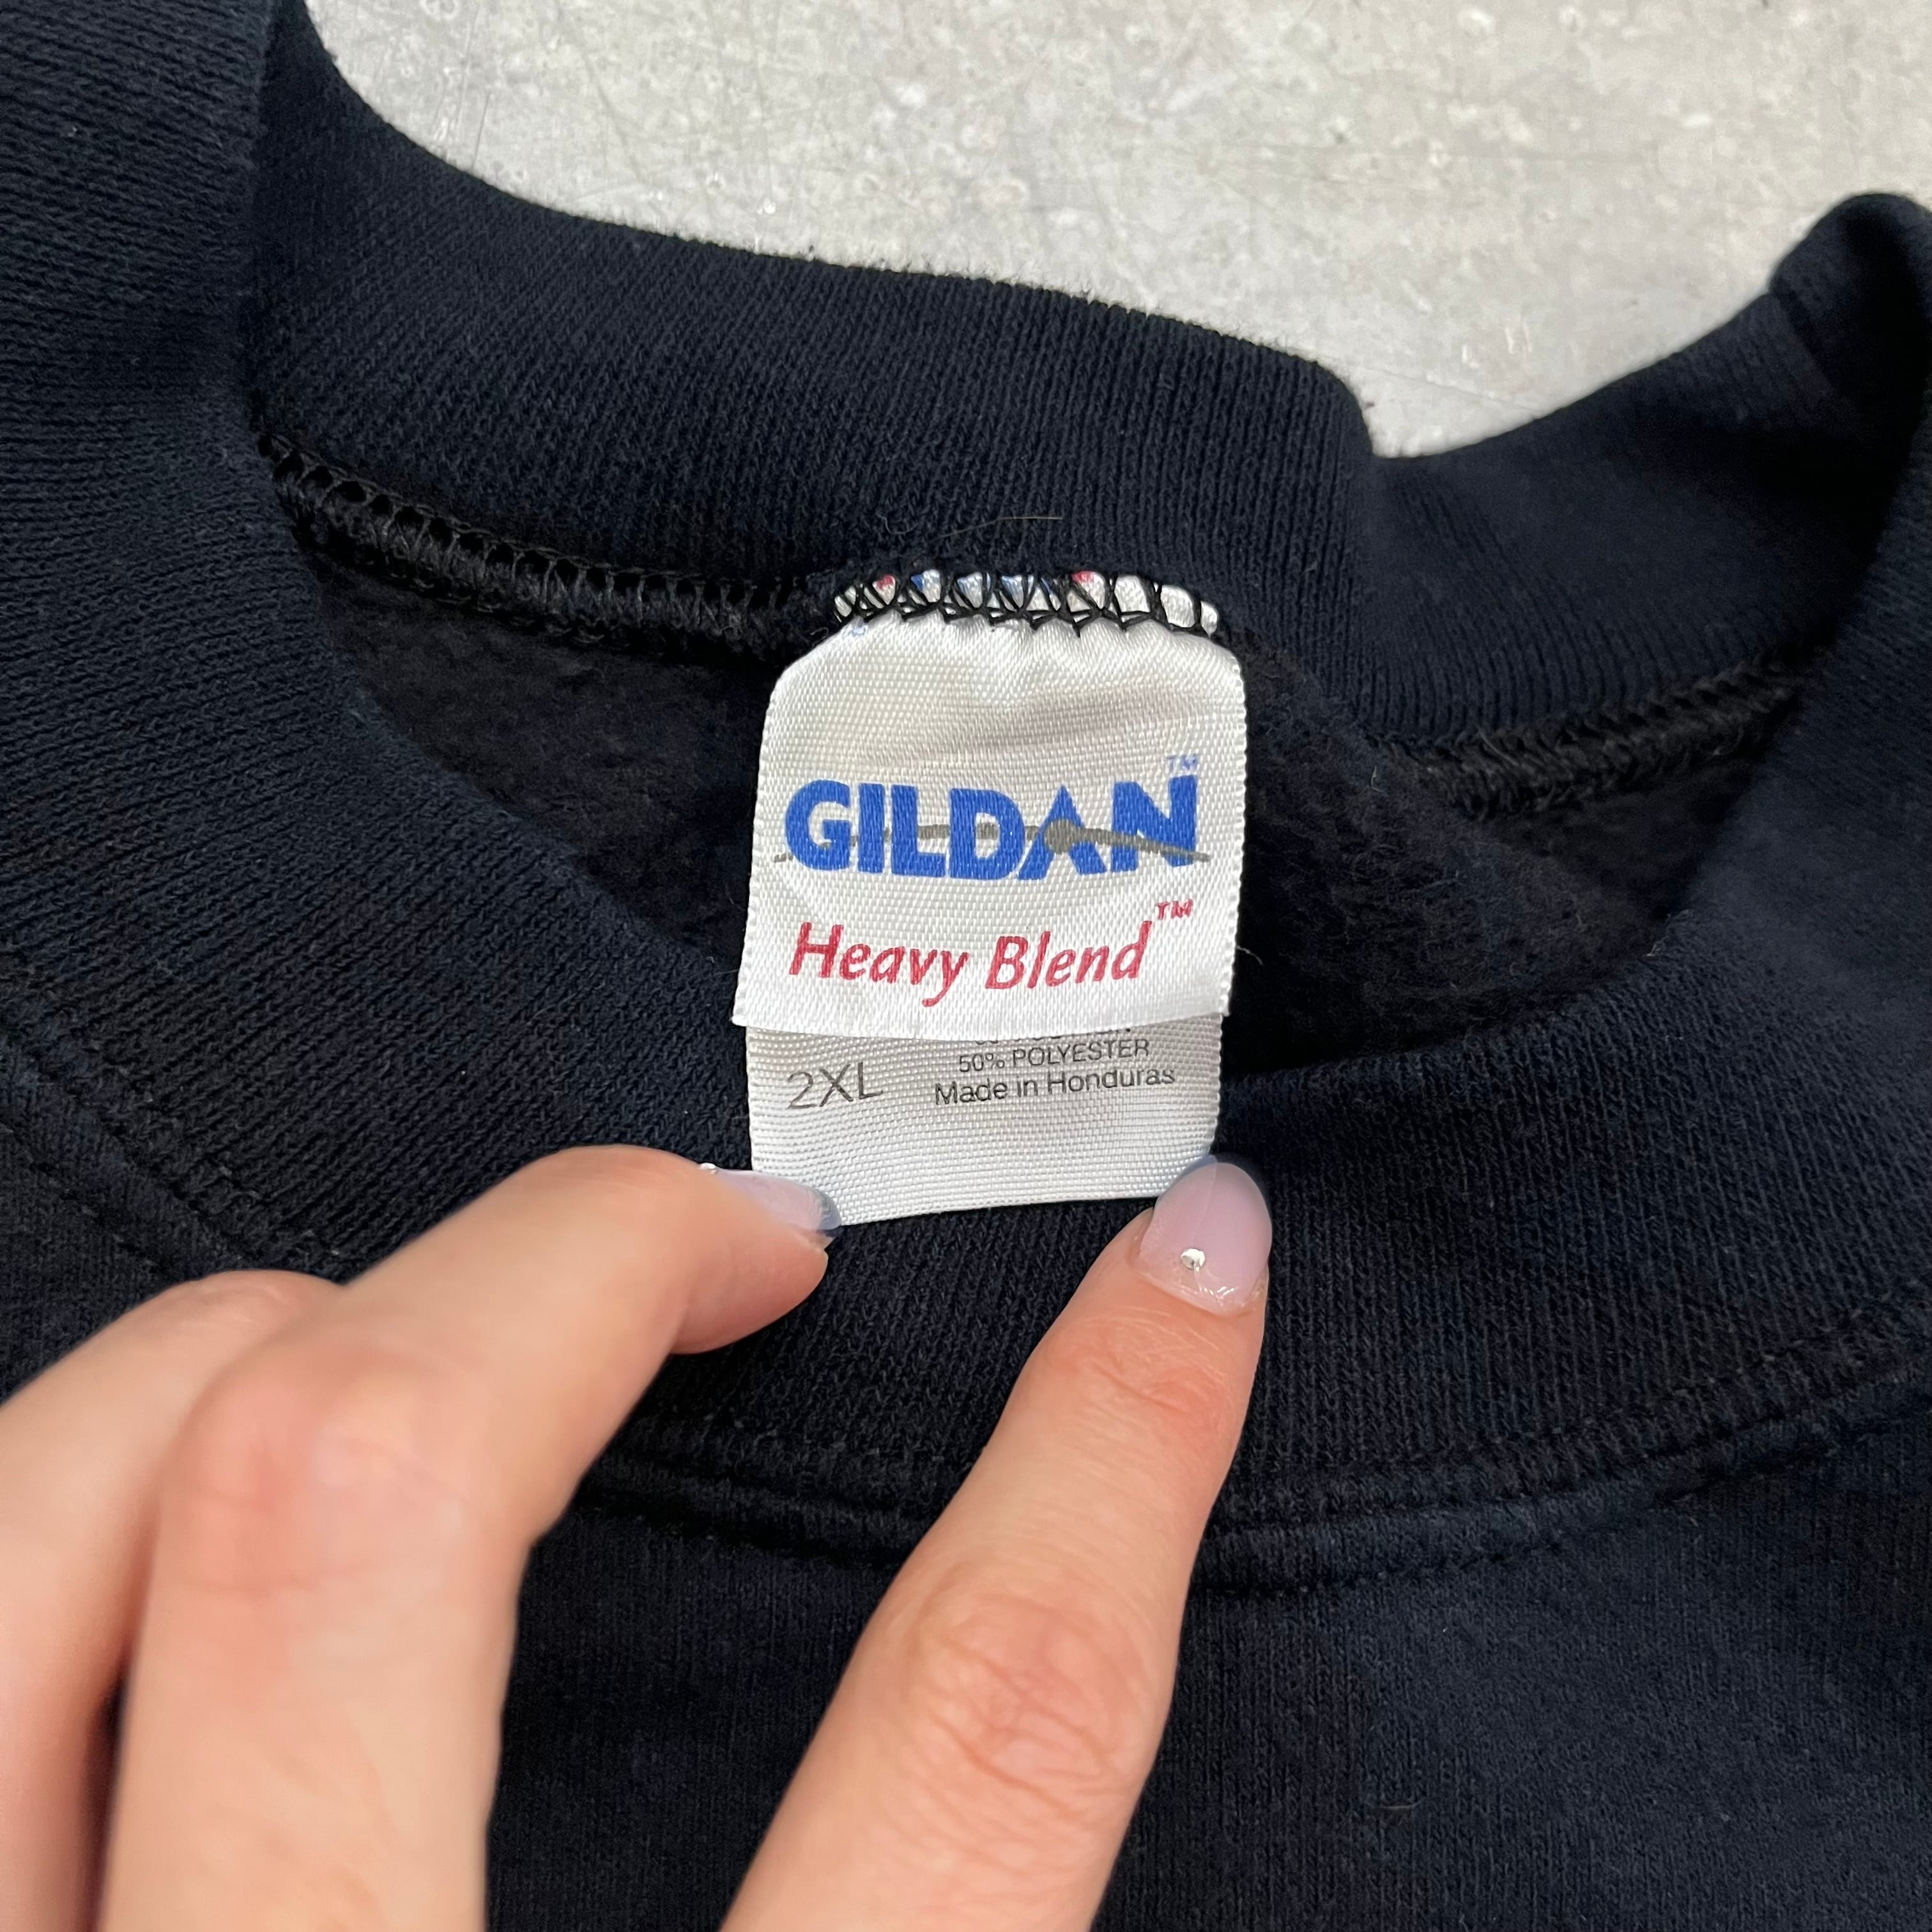 GILDAN™
Heavy Blend™
50% POLYESTER
2XL Made in Honduras